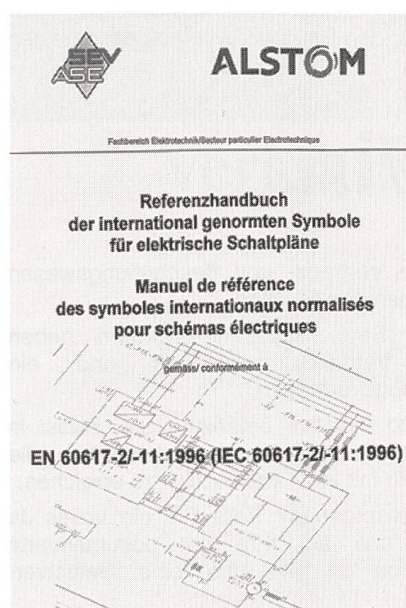 SEV
ASE
ALSTOM
Fachbereich Elektrotechnik/Secteur particulier Electrotechnique
Referenzhandbuch
der international genormten Symbole
für elektrische Schaltpläne
Manuel de référence
des symboles internationaux normalisés
pour schémas électriques
gemäss/ conformément à
EN 60617-2/-11:1996 (IEC 60617-2/-11:1996)